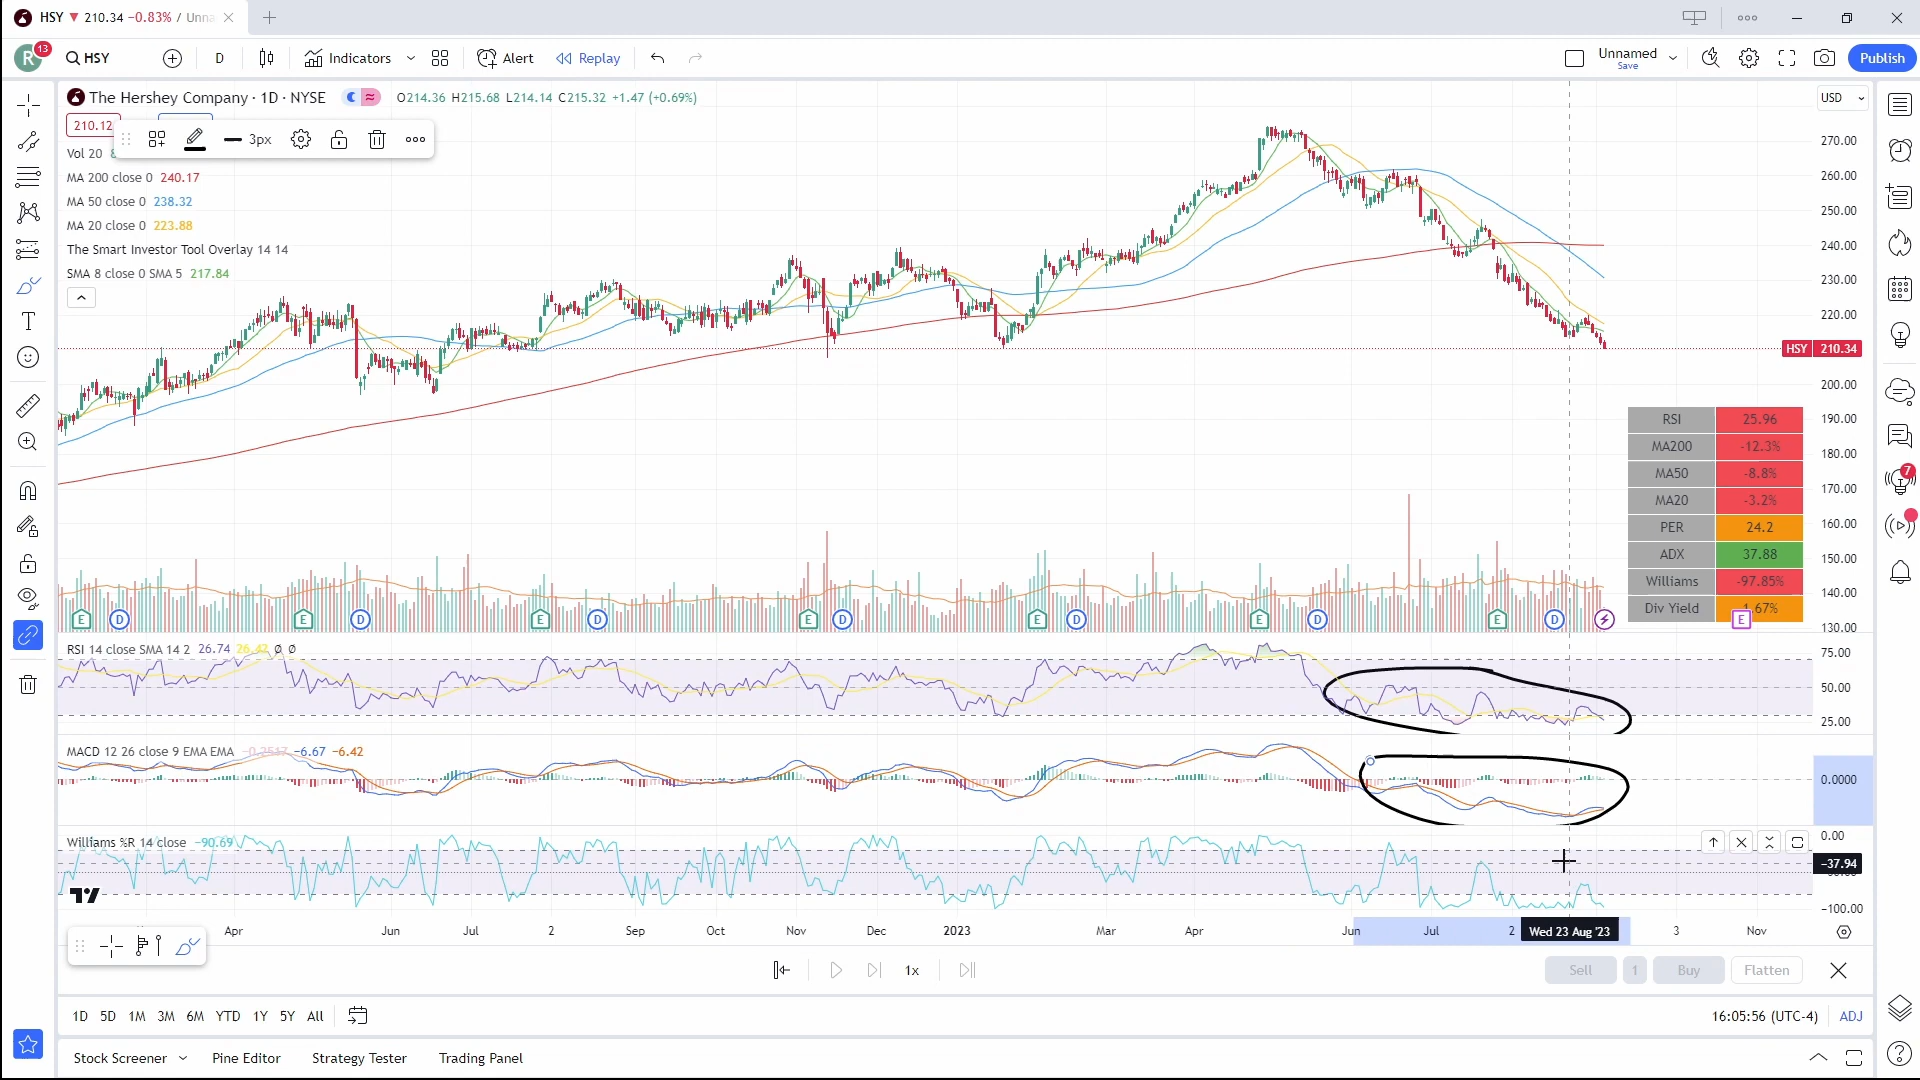 HSY ▼ 210.34 −0.83% / Unna
R
13
HSY
D
Indicators
Alert
Replay
Unnamed
Save
Publish
The Hershey Company · 1D · NYSE
O214.36 H215.68 L214.14 C215.32 +1.47 (+0.69%)
USD
210.12
3px
Vol 20
MA 200 close 0 240.17
MA 50 close 0 238.32
MA 20 close 0 223.88
The Smart Investor Tool Overlay 14 14
SMA 8 close 0 SMA 5 217.84
270.00
260.00
250.00
240.00
230.00
220.00
HSY 210.34
200.00
190.00
180.00
170.00
160.00
150.00
140.00
130.00
RSI 25.96
MA200 -12.3%
MA50 -8.8%
MA20 -3.2%
PER 24.2
ADX 37.88
Williams -97.85%
Div Yield 1.67%
E D E D E D E D E D E D E D E
7
RSI 14 close SMA 14 2 26.74 26.42 Ø Ø
75.00
50.00
25.00
MACD 12 26 close 9 EMA EMA −0.2517 −6.67 −6.42
0.0000
Williams %R 14 close −90.69
0.00
−37.94
−100.00
Apr Jun Jul 2 Sep Oct Nov Dec 2023 Mar Apr Jun Jul 2 Wed 23 Aug '23 3 Nov
1x
Sell 1 Buy Flatten
1D 5D 1M 3M 6M YTD 1Y 5Y All
16:05:56 (UTC-4) ADJ
Stock Screener Pine Editor Strategy Tester Trading Panel